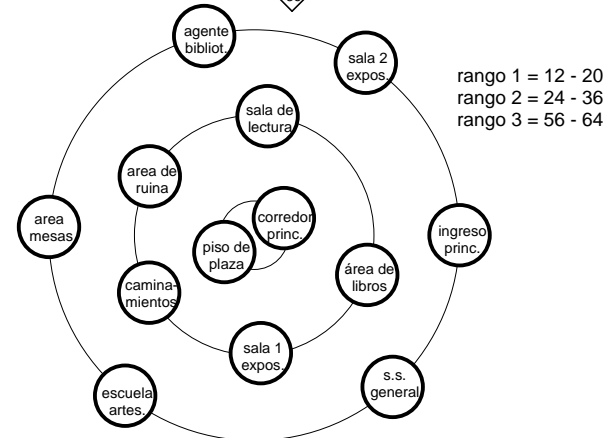 agente
bibliot.
sala 2
expos.
rango 1 = 12 - 20
rango 2 = 24 - 36
rango 3 = 56 - 64
sala de
lectura
area de
ruina
corredor
princ.
area
mesas
ingreso
princ.
piso de
plaza
área de
libros
camina-
mientos
sala 1
expos.
s.s.
general
escuela
artes.